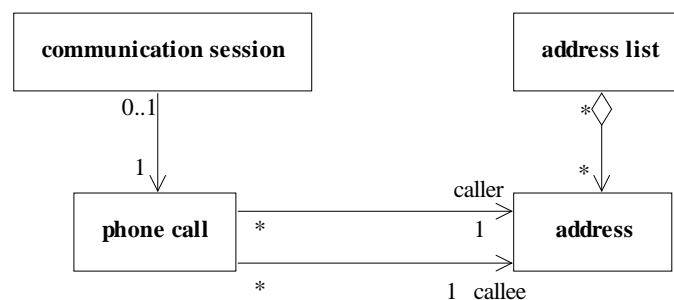 communication session
address list
0..1
*
1
*
caller
phone call
*
1
address
*
1 callee